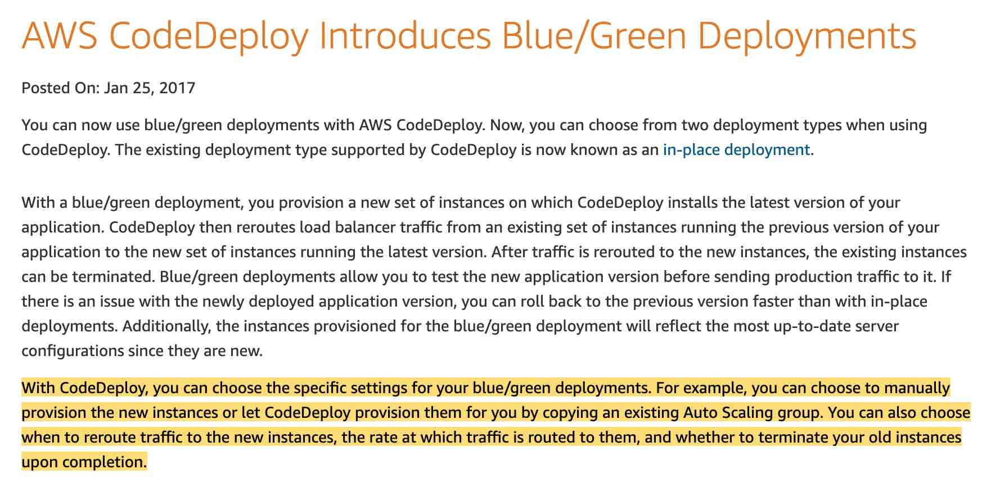 AWS CodeDeploy Introduces Blue/Green Deployments
Posted On: Jan 25, 2017
You can now use blue/green deployments with AWS CodeDeploy. Now, you can choose from two deployment types when using
CodeDeploy. The existing deployment type supported by CodeDeploy is now known as an in-place deployment.
With a blue/green deployment, you provision a new set of instances on which CodeDeploy installs the latest version of your
application. CodeDeploy then reroutes load balancer traffic from an existing set of instances running the previous version of your
application to the new set of instances running the latest version. After traffic is rerouted to the new instances, the existing instances
can be terminated. Blue/green deployments allow you to test the new application version before sending production traffic to it. If
there is an issue with the newly deployed application version, you can roll back to the previous version faster than with in-place
deployments. Additionally, the instances provisioned for the blue/green deployment will reflect the most up-to-date server
configurations since they are new.
With CodeDeploy, you can choose the specific settings for your blue/green deployments. For example, you can choose to manually
provision the new instances or let CodeDeploy provision them for you by copying an existing Auto Scaling group. You can also choose
when to reroute traffic to the new instances, the rate at which traffic is routed to them, and whether to terminate your old instances
upon completion.